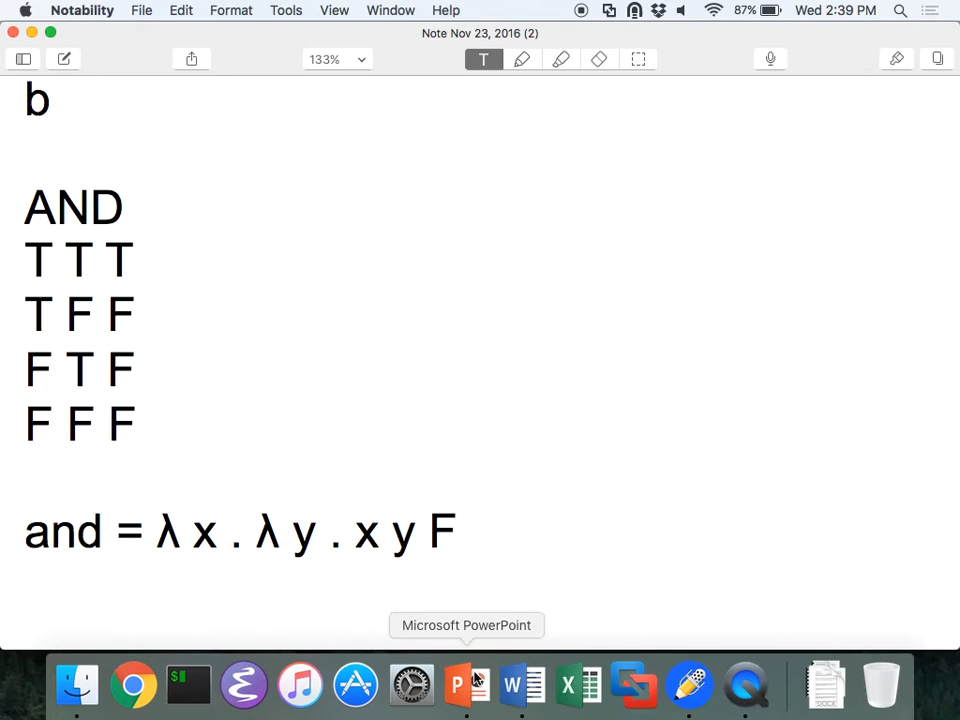 Notability File Edit Format Tools View Window Help 87% Wed 2:39 PM
Note Nov 23, 2016 (2)
133% T
b
AND
T T T
T F F
F T F
F F F
and = λ x . λ y . x y F
Microsoft PowerPoint
$
P W X
DOCX